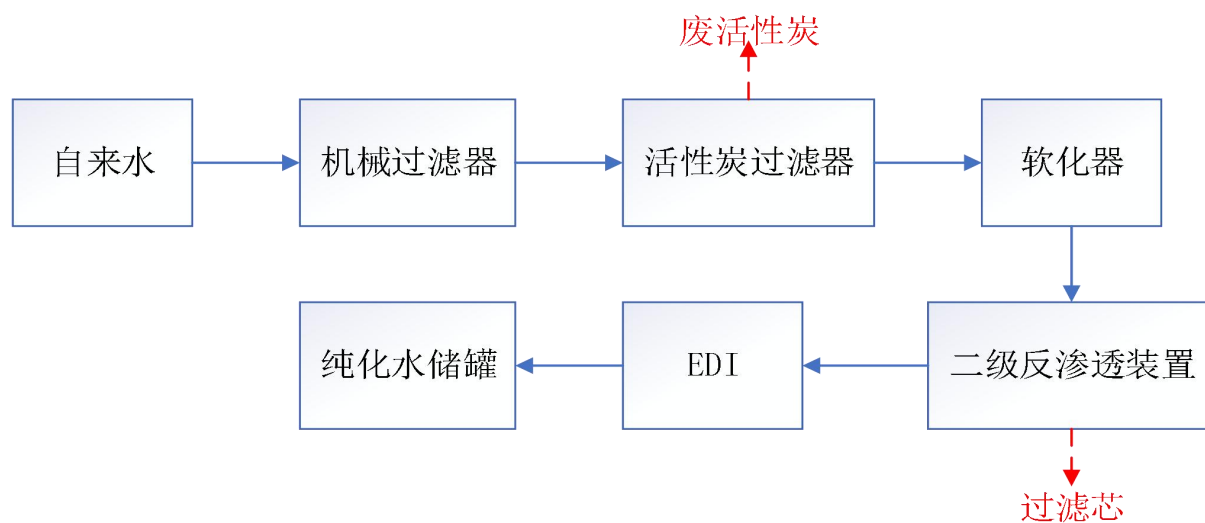 废活性炭
自来水
机械过滤器
活性炭过滤器
软化器
纯化水储罐
EDI
二级反渗透装置
过滤芯